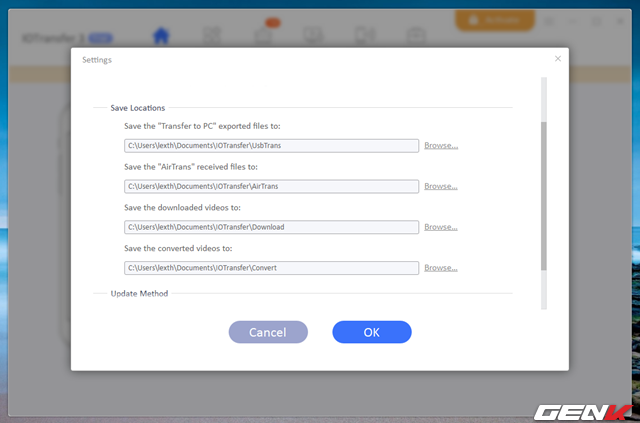 IOTransfer 3
Settings
Save Locations
Save the "Transfer to PC" exported files to:
C:\Users\lexth\Documents\IOTransfer\UsbTrans
Browse...
Save the "AirTrans" received files to:
C:\Users\lexth\Documents\IOTransfer\AirTrans
Browse...
Save the downloaded videos to:
C:\Users\lexth\Documents\IOTransfer\Download
Browse...
Save the converted videos to:
C:\Users\lexth\Documents\IOTransfer\Convert
Browse...
Update Method
Cancel
OK
GENK